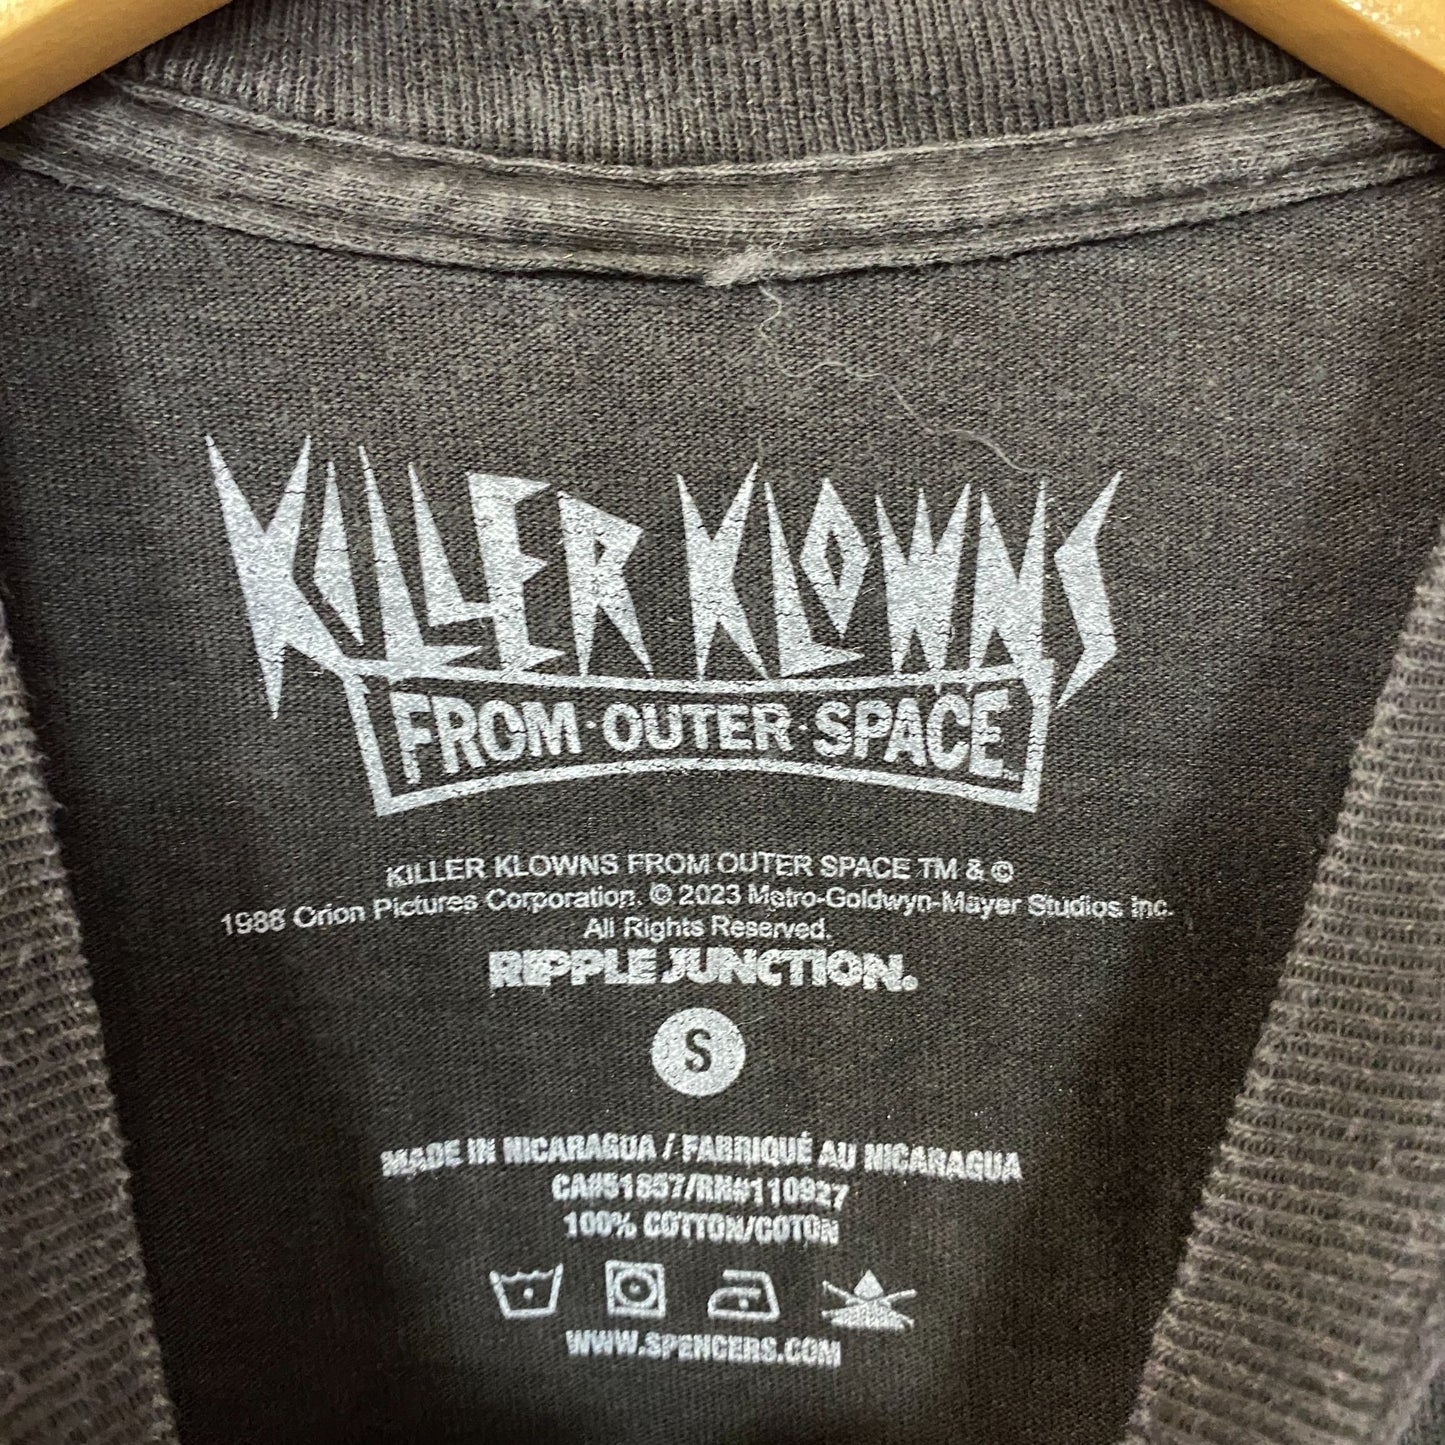 KILLER KLOWNS
FROM·OUTER·SPACE
KILLER KLOWNS FROM OUTER SPACE TM & ©
1988 Orion Pictures Corporation. © 2023 Metro-Goldwyn-Mayer Studios Inc.
All Rights Reserved.
RIPPLE JUNCTION.
S
MADE IN NICARAGUA / FABRIQUÉ AU NICARAGUA
CA#51857/RN#110927
100% COTTON/COTON
WWW.SPENCERS.COM